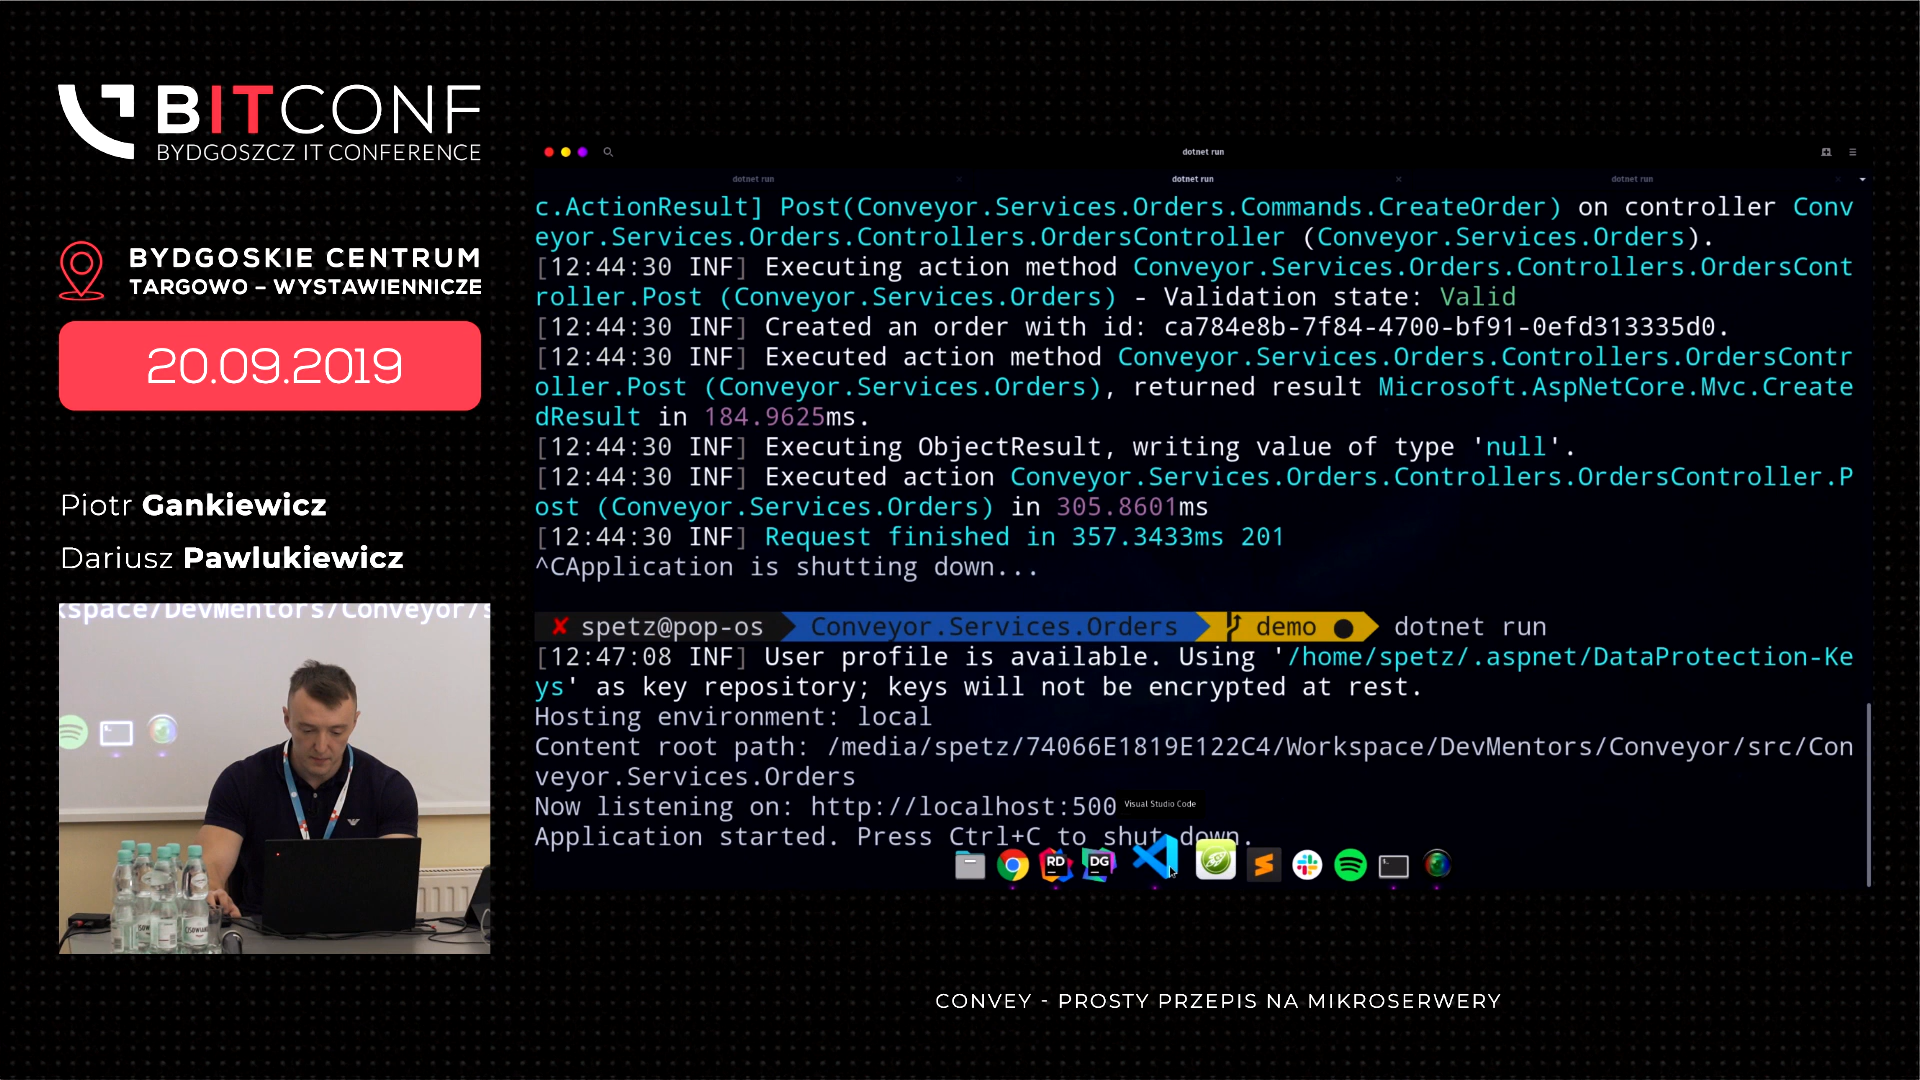 BITCONF
BYDGOSZCZ IT CONFERENCE
BYDGOSKIE CENTRUM
TARGOWO – WYSTAWIENNICZE
20.09.2019
Piotr Gankiewicz
Dariusz Pawlukiewicz
kspace/DevMentors/Conveyor/s
dotnet run
dotnet run
dotnet run
dotnet run
c.ActionResult] Post(Conveyor.Services.Orders.Commands.CreateOrder) on controller Conv
eyor.Services.Orders.Controllers.OrdersController (Conveyor.Services.Orders).
[12:44:30 INF] Executing action method Conveyor.Services.Orders.Controllers.OrdersCont
roller.Post (Conveyor.Services.Orders) - Validation state: Valid
[12:44:30 INF] Created an order with id: ca784e8b-7f84-4700-bf91-0efd313335d0.
[12:44:30 INF] Executed action method Conveyor.Services.Orders.Controllers.OrdersContr
oller.Post (Conveyor.Services.Orders), returned result Microsoft.AspNetCore.Mvc.Create
dResult in 184.9625ms.
[12:44:30 INF] Executing ObjectResult, writing value of type 'null'.
[12:44:30 INF] Executed action Conveyor.Services.Orders.Controllers.OrdersController.P
ost (Conveyor.Services.Orders) in 305.8601ms
[12:44:30 INF] Request finished in 357.3433ms 201
^CApplication is shutting down...
✘ spetz@pop-os Conveyor.Services.Orders demo ● dotnet run
[12:47:08 INF] User profile is available. Using '/home/spetz/.aspnet/DataProtection-Ke
ys' as key repository; keys will not be encrypted at rest.
Hosting environment: local
Content root path: /media/spetz/74066E1819E122C4/Workspace/DevMentors/Conveyor/src/Con
veyor.Services.Orders
Now listening on: http://localhost:500
Visual Studio Code
Application started. Press Ctrl+C to shut down.
RD
DG
CONVEY - PROSTY PRZEPIS NA MIKROSERWERY